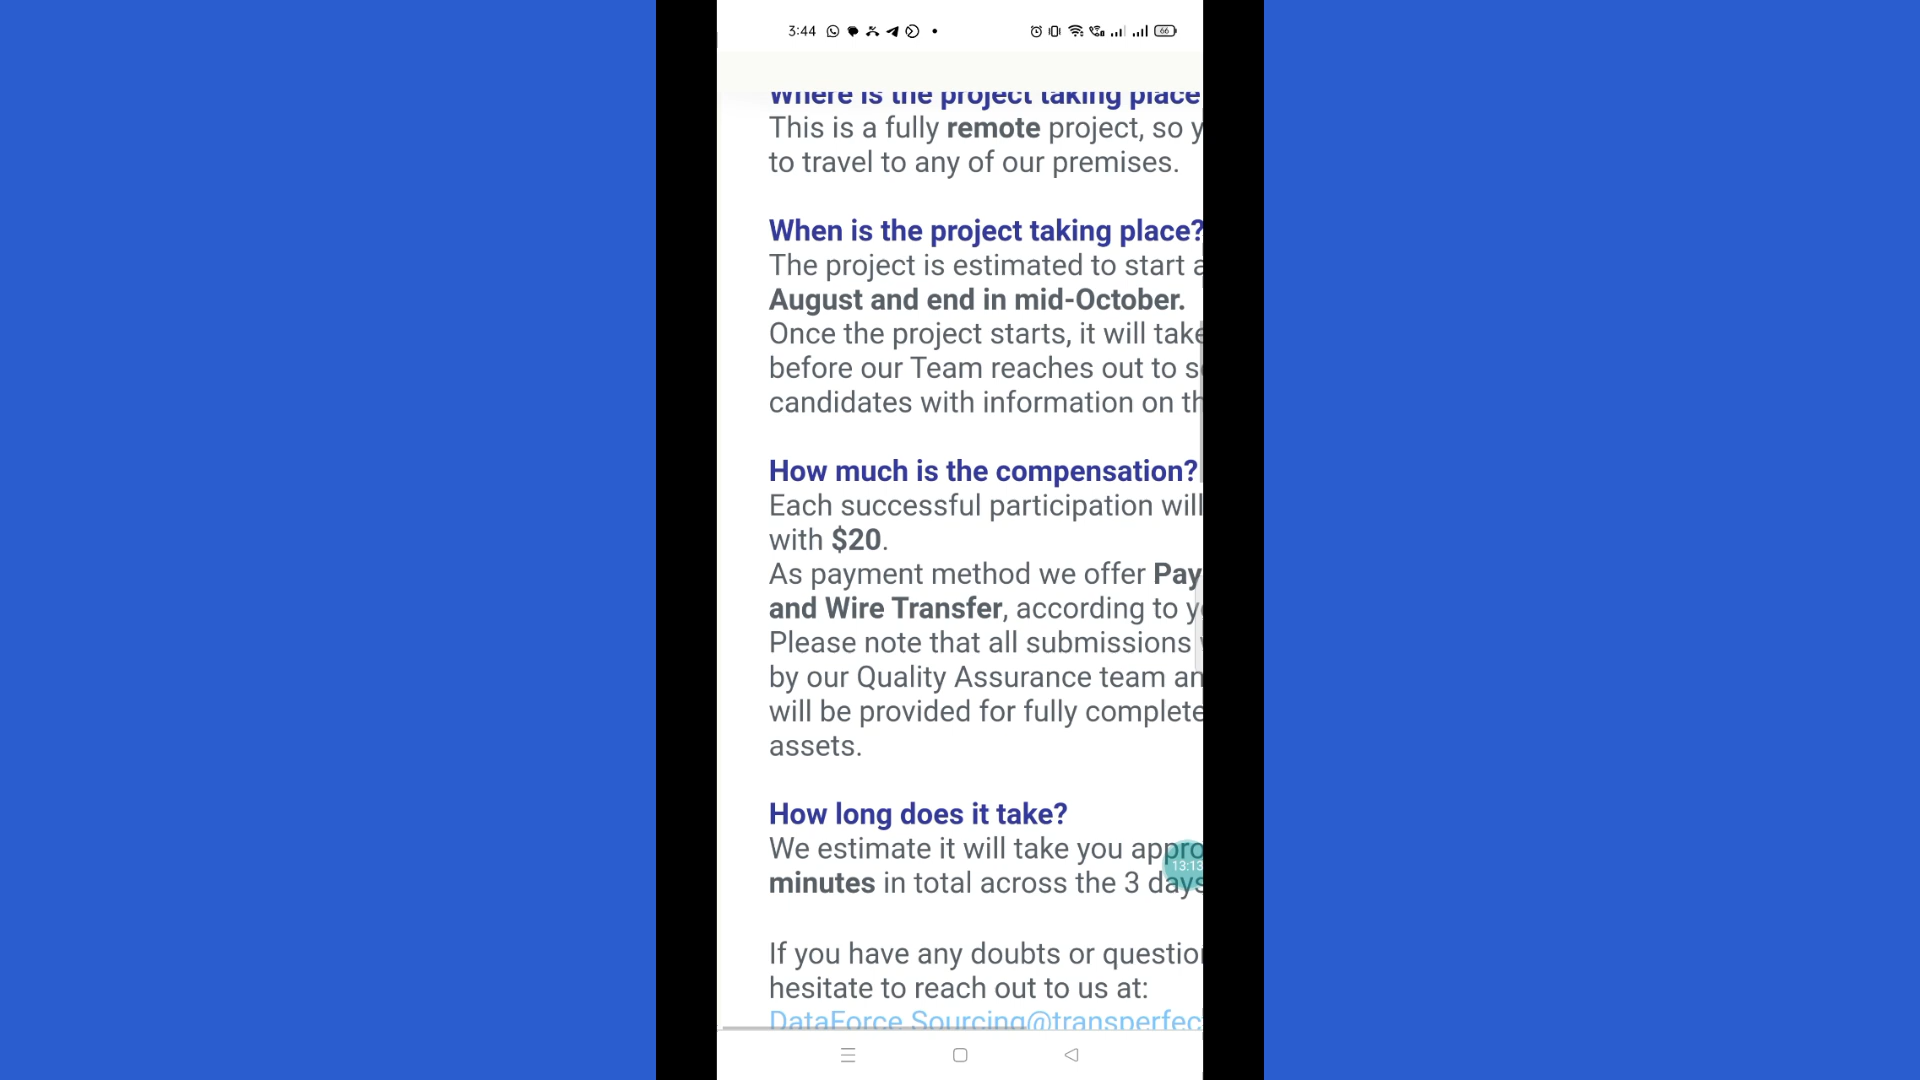 3:44
66
Where is the project taking place
This is a fully remote project, so y
to travel to any of our premises.
When is the project taking place?
The project is estimated to start a
August and end in mid-October.
Once the project starts, it will take
before our Team reaches out to s
candidates with information on th
How much is the compensation?
Each successful participation will
with $20.
As payment method we offer Pay
and Wire Transfer, according to y
Please note that all submissions
by our Quality Assurance team an
will be provided for fully complete
assets.
How long does it take?
We estimate it will take you appro
13:13
minutes in total across the 3 days
If you have any doubts or question
hesitate to reach out to us at:
DataForce.Sourcing@transperfec